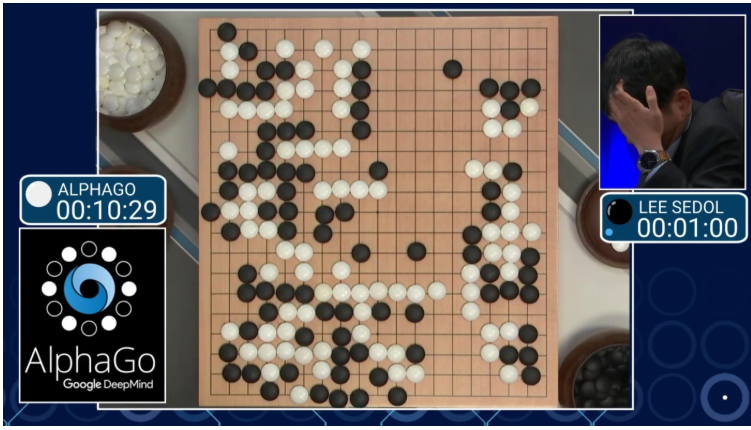 ALPHAGO
00:10:29
AlphaGo
Google DeepMind
LEE SEDOL
00:01:00